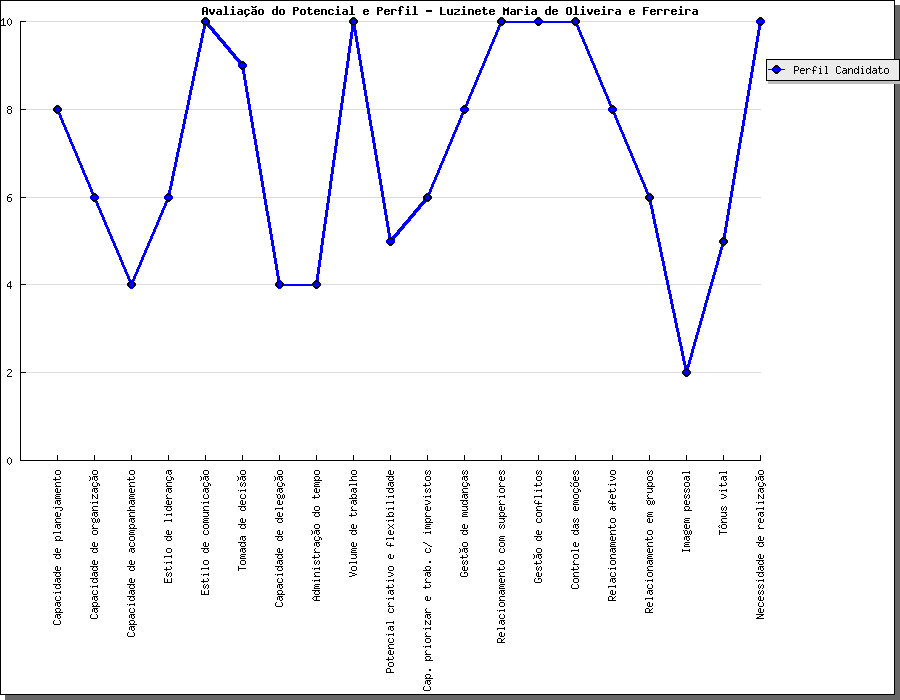 Avaliação do Potencial e Perfil - Luzinete Maria de Oliveira e Ferreira
10
8
6
4
2
0
Perfil Candidato
Capacidade de planejamento
Capacidade de organização
Capacidade de acompanhamento
Estilo de liderança
Estilo de comunicação
Tomada de decisão
Capacidade de delegação
Administração do tempo
Volume de trabalho
Potencial criativo e flexibilidade
Cap. priorizar e trab. c/ imprevistos
Gestão de mudanças
Relacionamento com superiores
Gestão de conflitos
Controle das emoções
Relacionamento afetivo
Relacionamento em grupos
Imagem pessoal
Tônus vital
Necessidade de realização